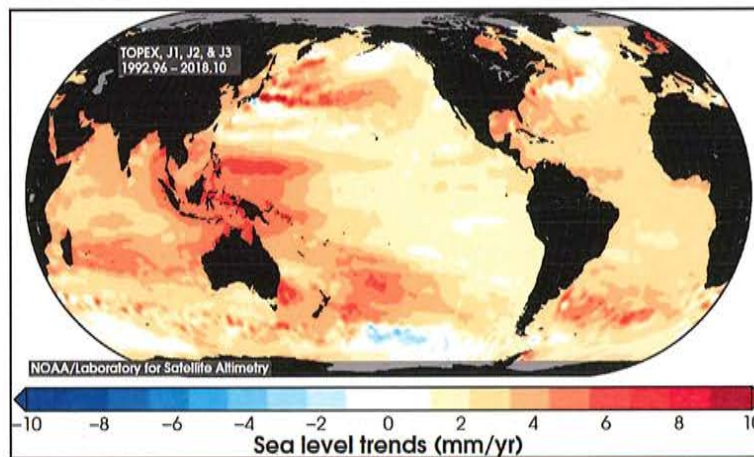 TOPEX, J1, J2, & J3
1992.96 – 2018.10
NOAA/Laboratory for Satellite Altimetry
−10 −8 −6 −4 −2 0 2 4 6 8 10
Sea level trends (mm/yr)